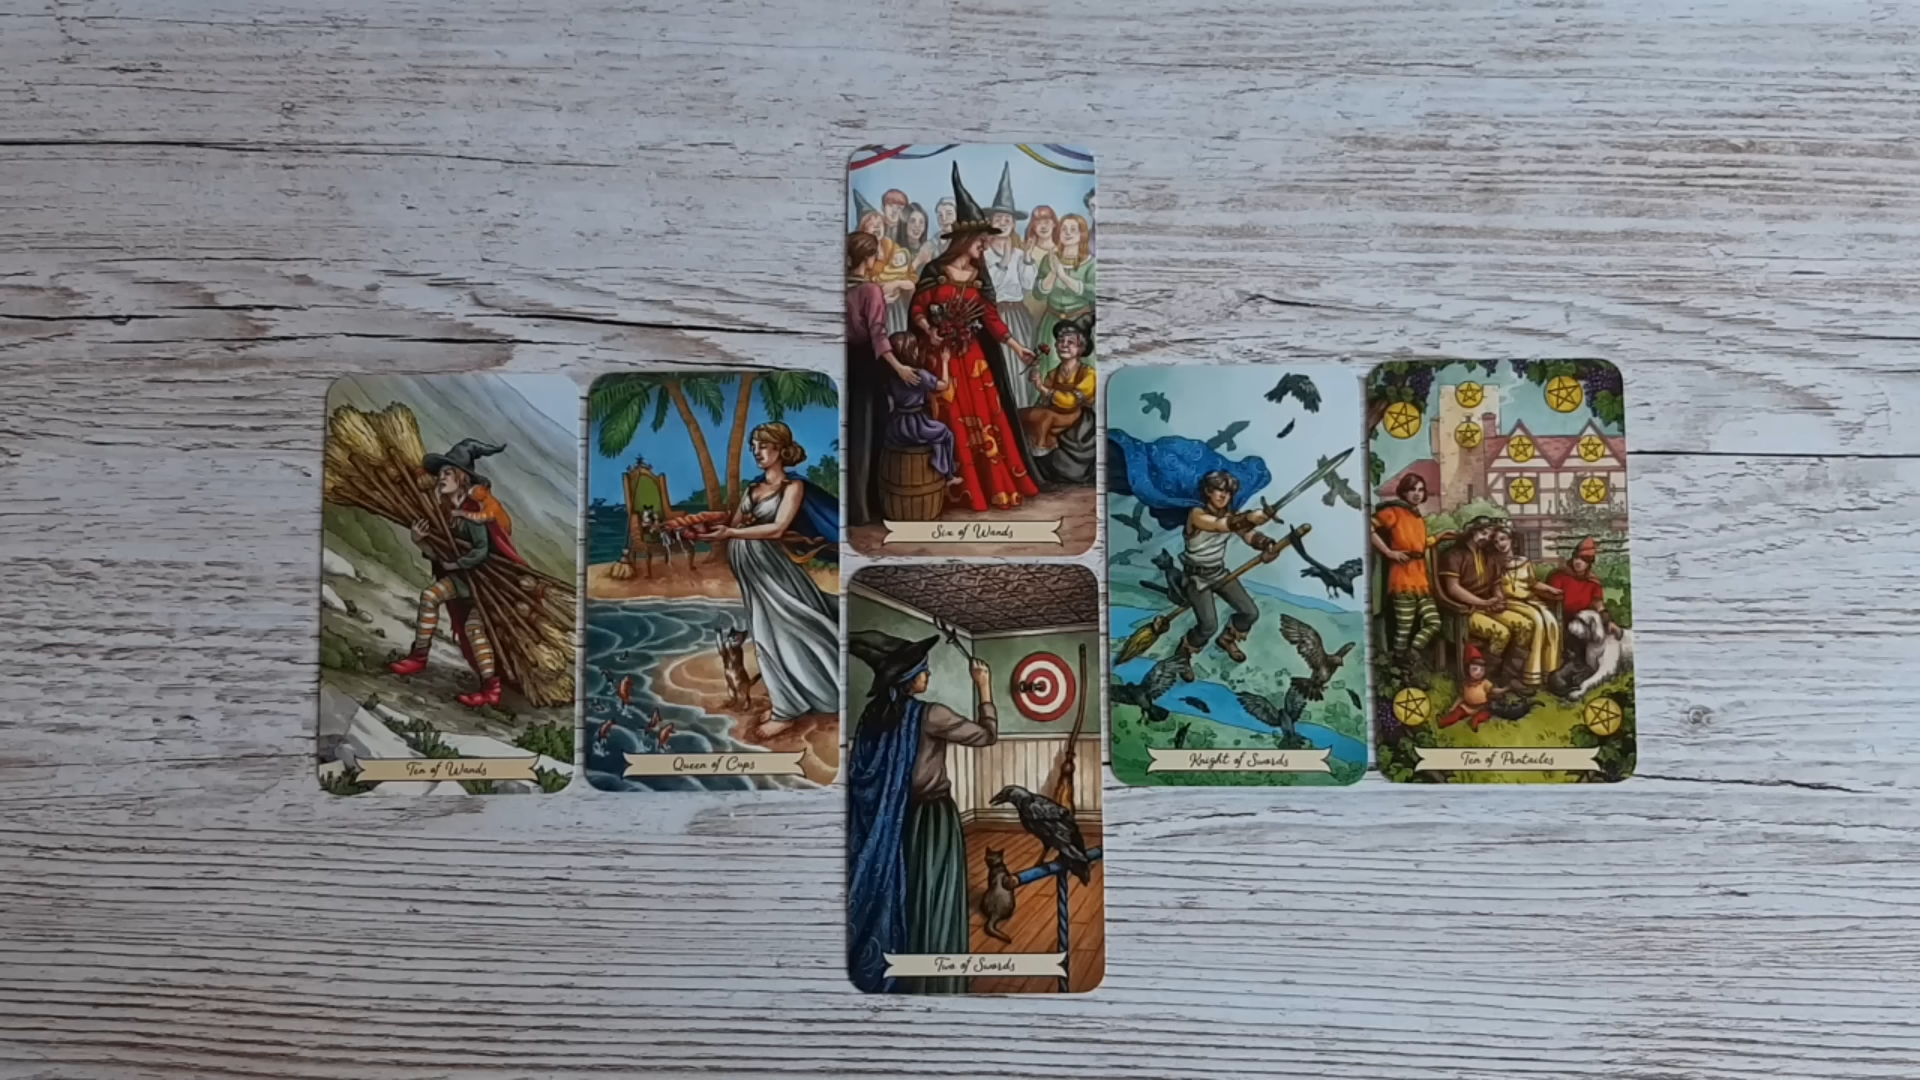 Six of Wands
Ten of Wands
Queen of Cups
Knight of Swords
Ten of Pentacles
Two of Swords